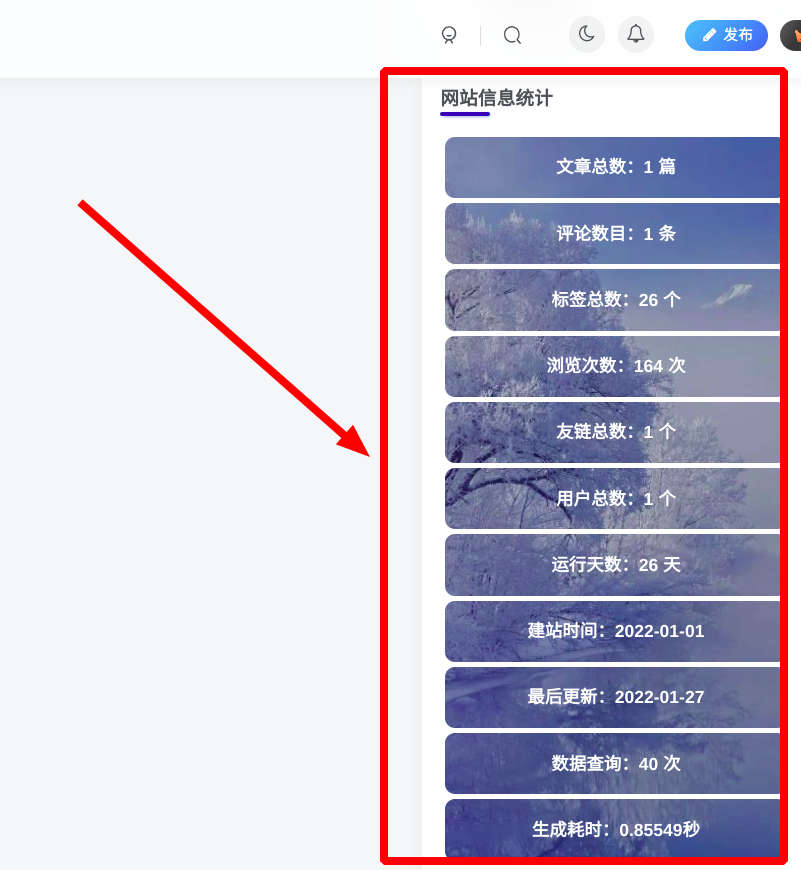 发布
网站信息统计
文章总数：1 篇
评论数目：1 条
标签总数：26 个
浏览次数：164 次
友链总数：1 个
用户总数：1 个
运行天数：26 天
建站时间：2022-01-01
最后更新：2022-01-27
数据查询：40 次
生成耗时：0.85549秒